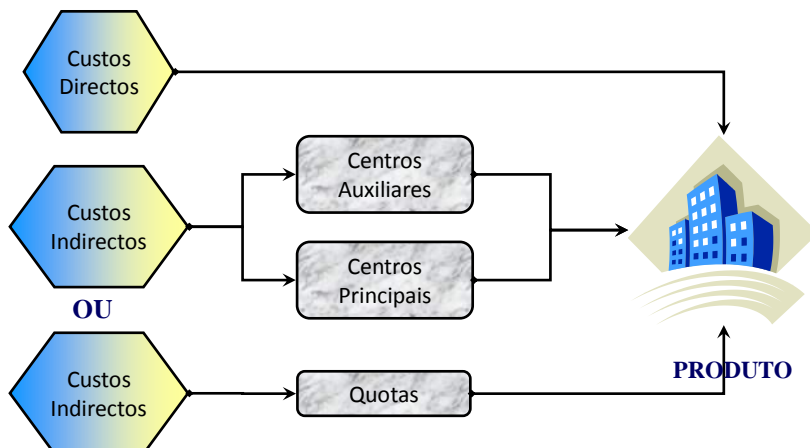 Custos
Directos
Centros
Auxiliares
Custos
Indirectos
Centros
Principais
OU
PRODUTO
Custos
Indirectos
Quotas